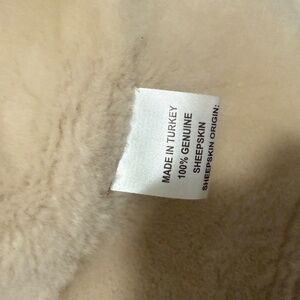 MADE IN TURKEY
100% GENUINE
SHEEPSKIN
SHEEPSKIN ORIGIN: